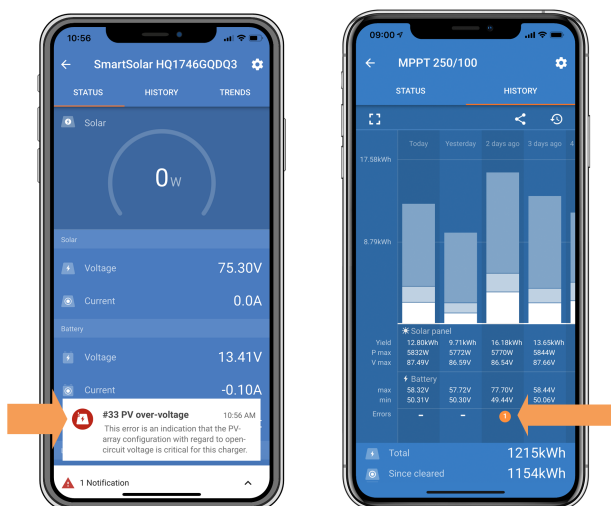 10:56
SmartSolar HQ1746GQDQ3
STATUS HISTORY TRENDS
Solar
0W
Solar
Voltage 75.30V
Current 0.0A
Battery
Voltage 13.41V
Current -0.10A
#33 PV over-voltage 10:56 AM
This error is an indication that the PV-
array configuration with regard to open-
circuit voltage is critical for this charger.
1 Notification
09:00
MPPT 250/100
STATUS HISTORY
Today Yesterday 2 days ago 3 days ago 4
17.58kWh
8.79kWh
Solar panel
Yield 12.80kWh 9.71kWh 16.18kWh 13.65kWh
P max 5832W 5772W 5770W 5844W
V max 87.49V 86.59V 86.54V 87.66V
Battery
max 58.32V 57.72V 77.70V 58.44V
min 50.31V 50.30V 49.44V 50.06V
Errors – – 1
Total 1215kWh
Since cleared 1154kWh